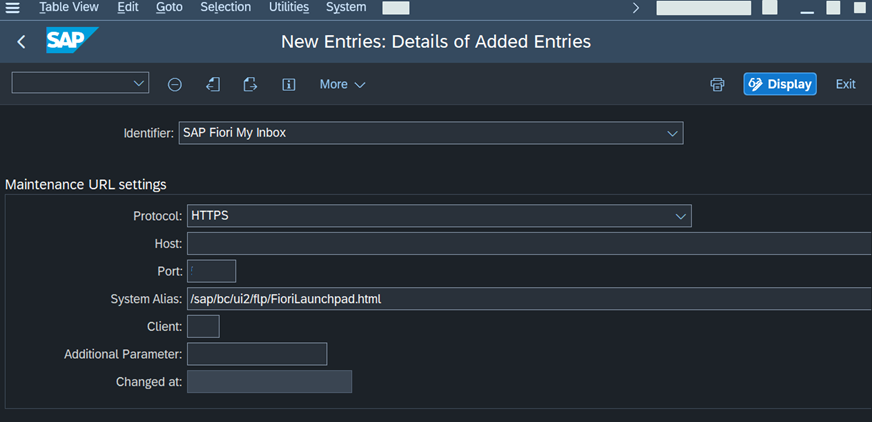 Table View Edit Goto Selection Utilities System
SAP New Entries: Details of Added Entries
More Display Exit
Identifier: SAP Fiori My Inbox
Maintenance URL settings
Protocol: HTTPS
Host:
Port:
System Alias: /sap/bc/ui2/flp/FioriLaunchpad.html
Client:
Additional Parameter:
Changed at: